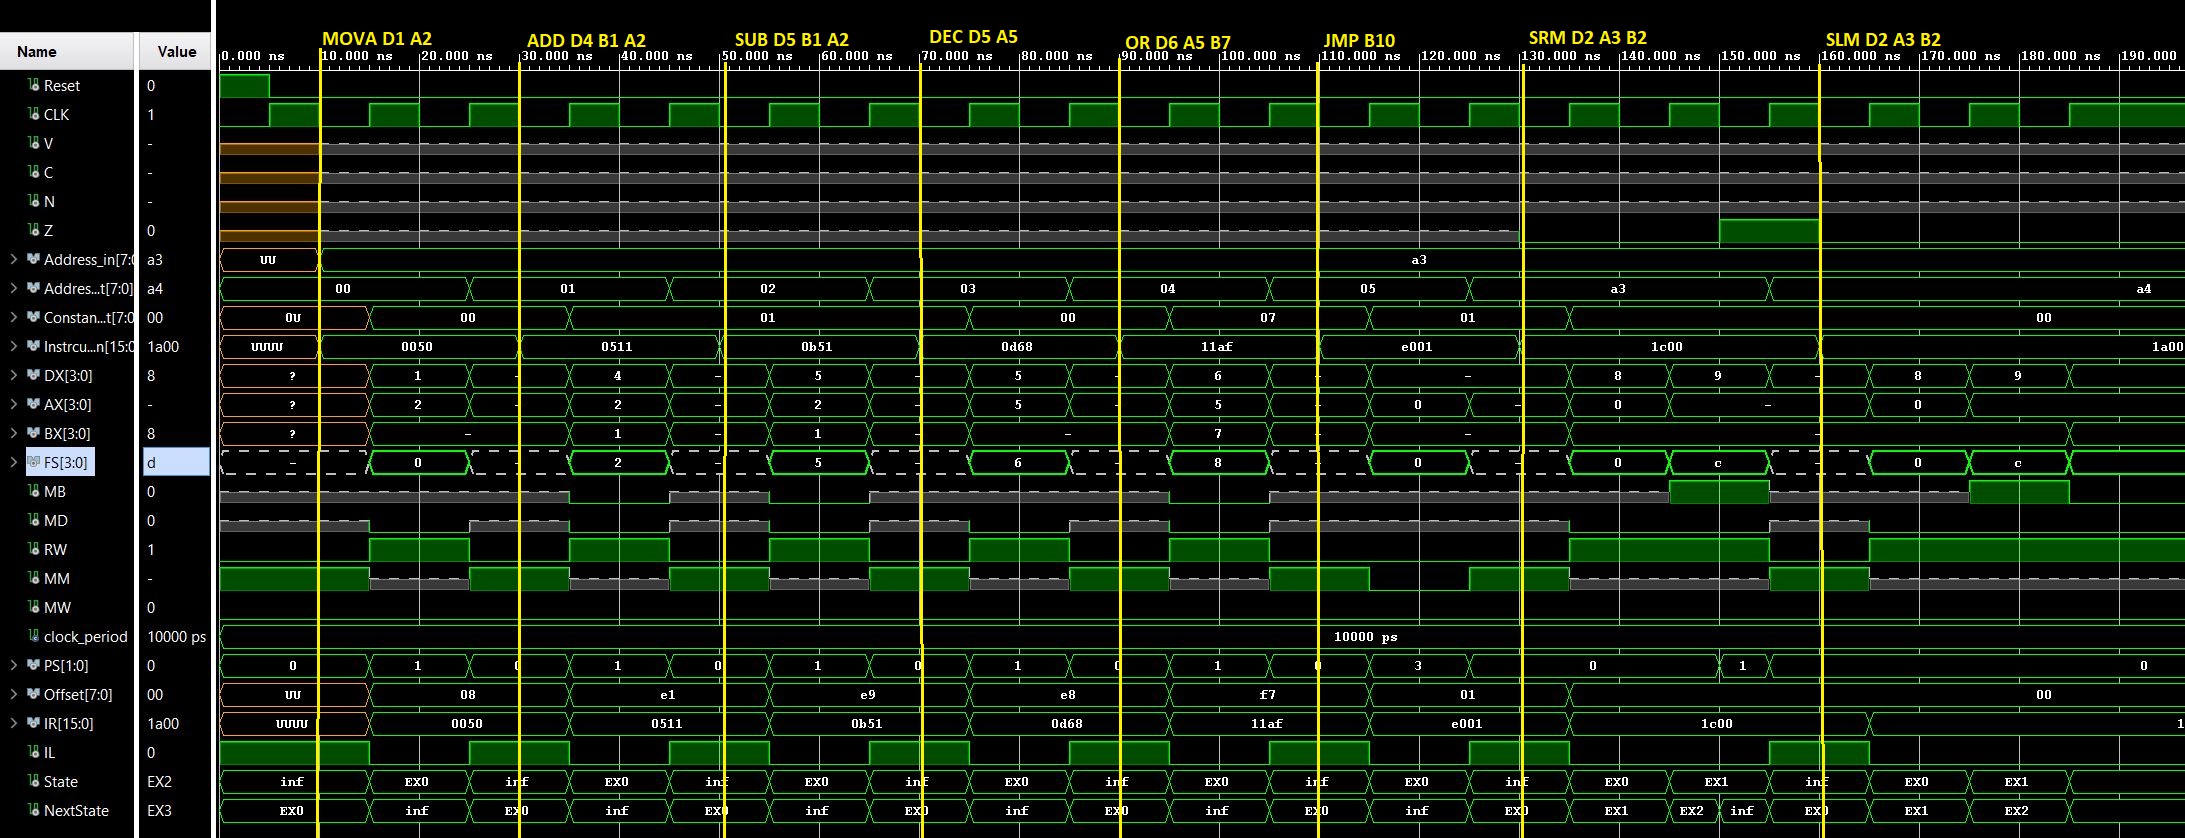 MOVA D1 A2 ADD D4 B1 A2 SUB D5 B1 A2 DEC D5 A5 OR D6 A5 B7 JMP B10 SRM D2 A3 B2 SLM D2 A3 B2
Name Value 0.000 ns 10.000 ns 20.000 ns 30.000 ns 40.000 ns 50.000 ns 60.000 ns 70.000 ns 80.000 ns 90.000 ns 100.000 ns 110.000 ns 120.000 ns 130.000 ns 140.000 ns 150.000 ns 160.000 ns 170.000 ns 180.000 ns 190.000
Reset 0
CLK 1
V -
C -
N -
Z 0
Address_in[7:0 a3 UU a3
Addres...t[7:0] a4 00 01 02 03 04 05 a3 a4
Constan...t[7:0 00 0U 00 01 00 07 01 00
Instrcu...n[15:0 1a00 UUUU 0050 0511 0b51 0d68 11af e001 1c00 1a00
DX[3:0] 8 ? 1 - 4 - 5 - 5 - 6 - - - 8 9 - 8 9
AX[3:0] - ? 2 - 2 - 2 - 5 - 5 - 0 - 0 - 0
BX[3:0] 8 ? - 1 - 1 - - 7 - - - -
FS[3:0] d - 0 - 2 - 5 - 6 - 8 - 0 - 0 c - 0 c
MB 0
MD 0
RW 1
MM -
MW 0
clock_period 10000 ps 10000 ps
PS[1:0] 0 0 1 0 1 0 1 0 1 0 1 0 3 0 1 0
Offset[7:0] 00 UU 08 e1 e9 e8 f7 01 00
IR[15:0] 1a00 UUUU 0050 0511 0b51 0d68 11af e001 1c00 1
IL 0
State EX2 inf EX0 inf EX0 inf EX0 inf EX0 inf EX0 inf EX0 inf EX0 EX1 inf EX0 EX1
NextState EX3 EX0 inf EX0 inf EX0 inf EX0 inf EX0 inf EX0 inf EX0 EX1 EX2 inf EX0 EX1 EX2